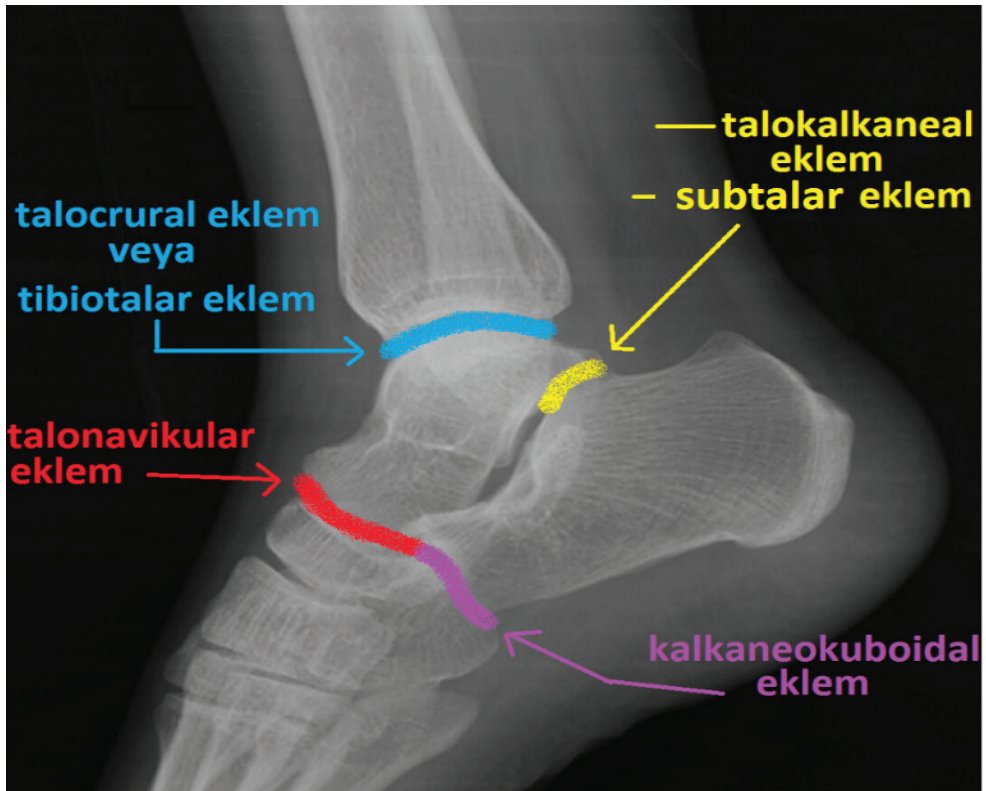 talokalkaneal
eklem
- subtalar eklem
talocrural eklem
veya
tibiotalar eklem
talonavikular
eklem
kalkaneokuboidal
eklem